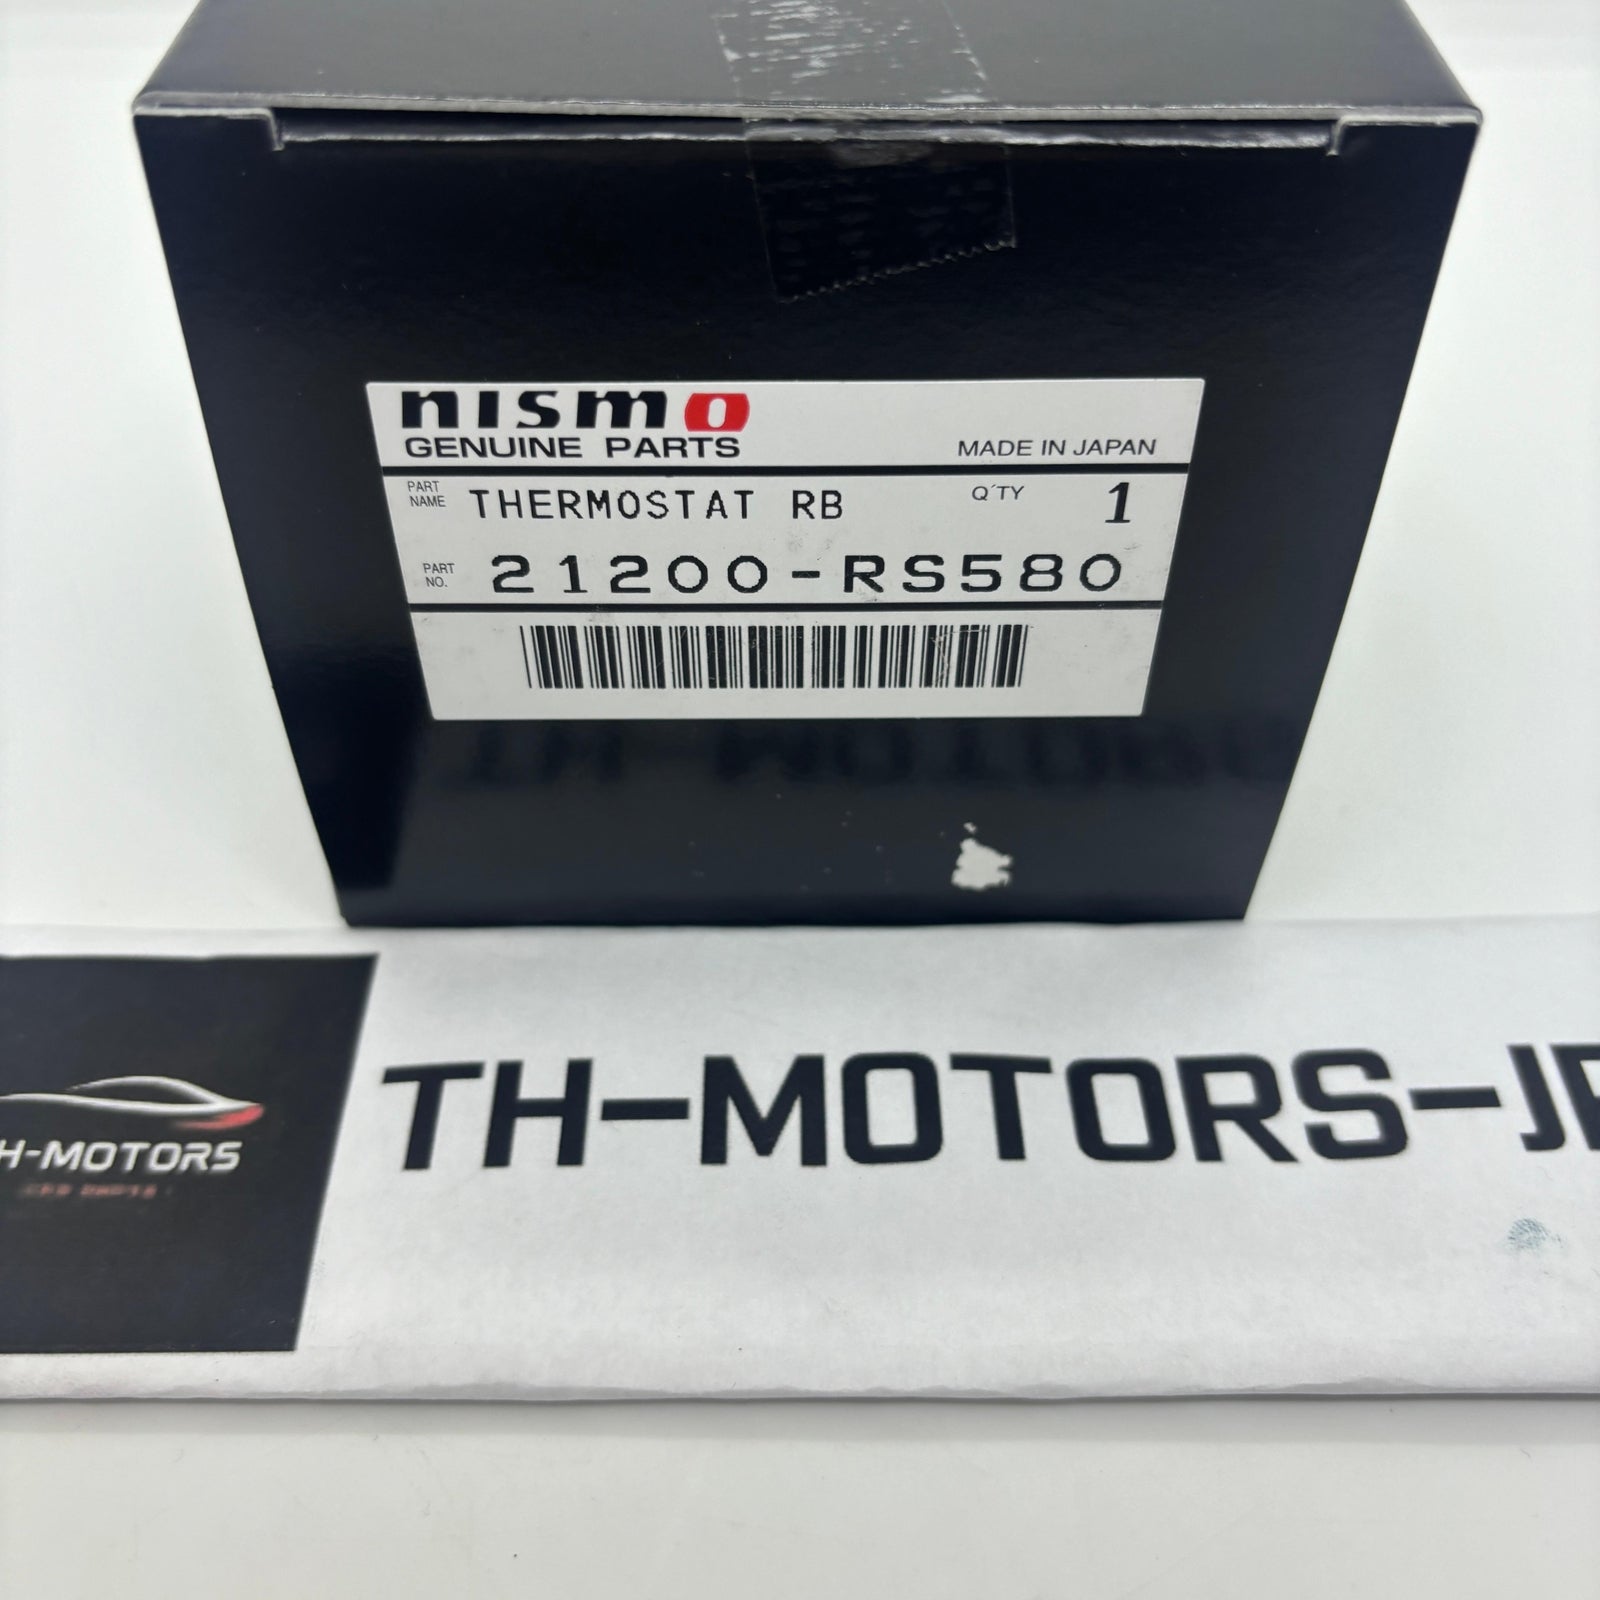 nismo
GENUINE PARTS
MADE IN JAPAN
PART NAME THERMOSTAT RB Q'TY 1
PART NO. 21200-RS580
TH-MOTORS-J
H-MOTORS